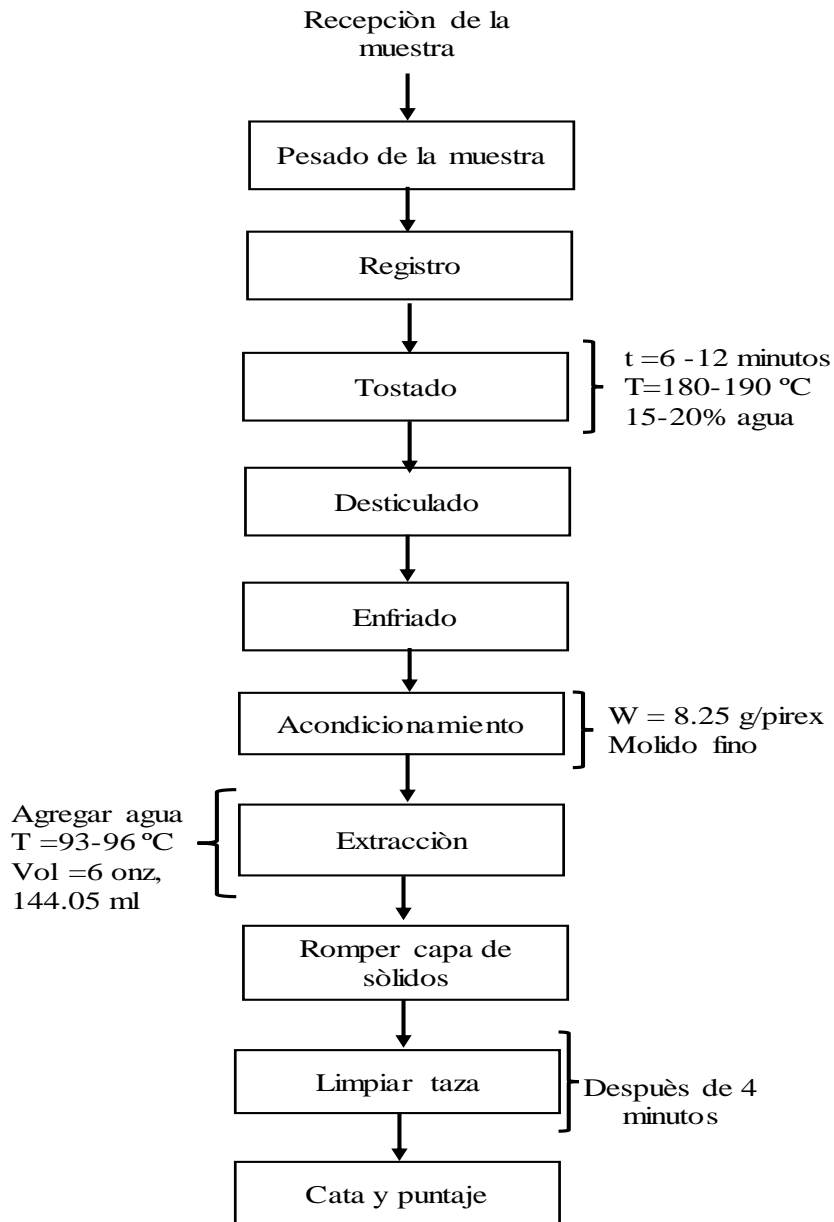 Recepciòn de la
muestra
Pesado de la muestra
Registro
Tostado
t =6 -12 minutos
T=180-190 ºC
15-20% agua
Desticulado
Enfriado
Acondicionamiento
W = 8.25 g/pirex
Molido fino
Agregar agua
T =93-96 ºC
Vol =6 onz,
144.05 ml
Extracciòn
Romper capa de
sòlidos
Limpiar taza
Despuès de 4
minutos
Cata y puntaje